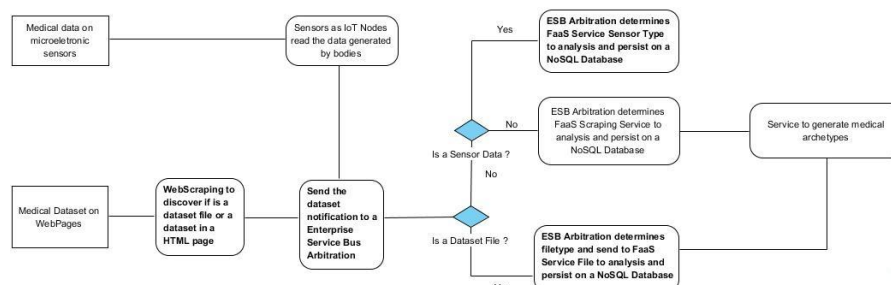 Medical data on
microeletronic
sensors
Sensors as IoT Nodes
read the data generated
by bodies
Yes
ESB Arbitration determines
FaaS Service Sensor Type
to analysis and persist on a
NoSQL Database
Is a Sensor Data ?
No
ESB Arbitration determines
FaaS Scraping Service to
analysis and persist on a
NoSQL Database
Service to generate medical
archetypes
No
Medical Dataset on
WebPages
WebScraping to
discover if is a
dataset file or a
dataset in a
HTML page
Send the
dataset
notification to a
Enterprise
Service Bus
Arbitration
Is a Dataset File ?
ESB Arbitration determines
filetype and send to FaaS
Service File to analysis and
persist on a NoSQL Database